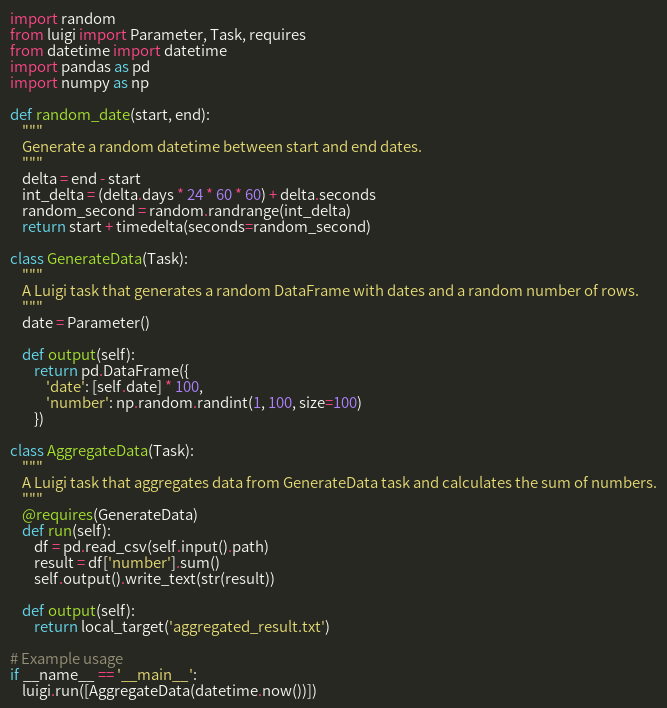 import random
from luigi import Parameter, Task, requires
from datetime import datetime
import pandas as pd
import numpy as np

def random_date(start, end):
    """
    Generate a random datetime between start and end dates.
    """
    delta = end - start
    int_delta = (delta.days * 24 * 60 * 60) + delta.seconds
    random_second = random.randrange(int_delta)
    return start + timedelta(seconds=random_second)

class GenerateData(Task):
    """
    A Luigi task that generates a random DataFrame with dates and a random number of rows.
    """
    date = Parameter()

    def output(self):
        return pd.DataFrame({
            'date': [self.date] * 100,
            'number': np.random.randint(1, 100, size=100)
        })

class AggregateData(Task):
    """
    A Luigi task that aggregates data from GenerateData task and calculates the sum of numbers.
    """
    @requires(GenerateData)
    def run(self):
        df = pd.read_csv(self.input().path)
        result = df['number'].sum()
        self.output().write_text(str(result))

    def output(self):
        return local_target('aggregated_result.txt')

# Example usage
if __name__ == '__main__':
    luigi.run([AggregateData(datetime.now())])